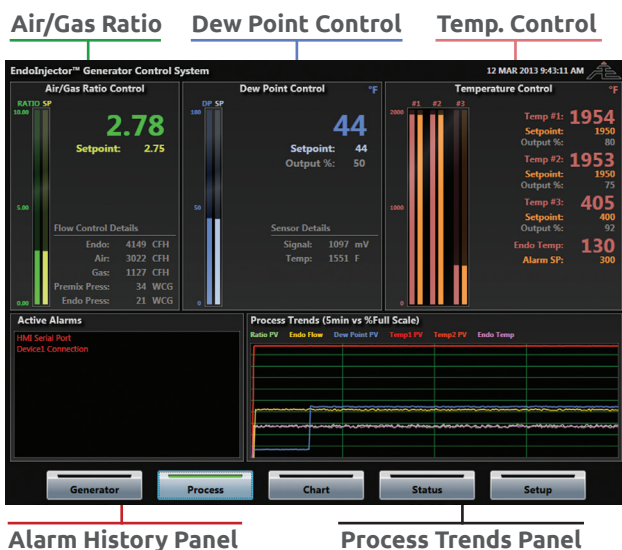 Air/Gas Ratio Dew Point Control Temp. Control
EndoInjector™ Generator Control System 12 MAR 2013 9:43:11 AM
Air/Gas Ratio Control
RATIO SP
10.00
5.00
0.00
2.78
Setpoint: 2.75
Flow Control Details
Endo: 4149 CFH
Air: 3022 CFH
Gas: 1127 CFH
Premix Press: 34 WCG
Endo Press: 21 WCG
Dew Point Control °F
DP SP
100
50
0
44
Setpoint: 44
Output %: 50
Sensor Details
Signal: 1097 mV
Temp: 1551 F
Temperature Control °F
#1 #2 #3
2000
1000
0
Temp #1: 1954
Setpoint: 1950
Output %: 80
Temp #2: 1953
Setpoint: 1950
Output %: 75
Temp #3: 405
Setpoint: 400
Output %: 92
Endo Temp: 130
Alarm SP: 300
Active Alarms
HMI Serial Port
Device1 Connection
Process Trends (5min vs %Full Scale)
Ratio PV Endo Flow Dew Point PV Temp1 PV Temp2 PV Endo Temp
Generator Process Chart Status Setup
Alarm History Panel Process Trends Panel